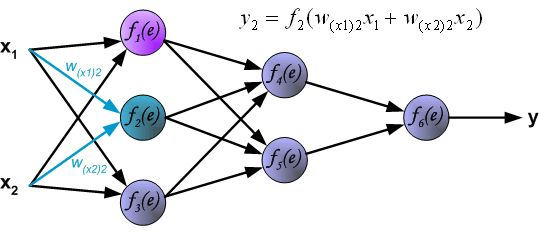 y₂ = f₂(w₍ₓ₁₎₂x₁ + w₍ₓ₂₎₂x₂)
f₁(e)
x₁
w₍ₓ₁₎₂
f₄(e)
f₂(e)
f₆(e)
y
w₍ₓ₂₎₂
f₅(e)
x₂
f₃(e)